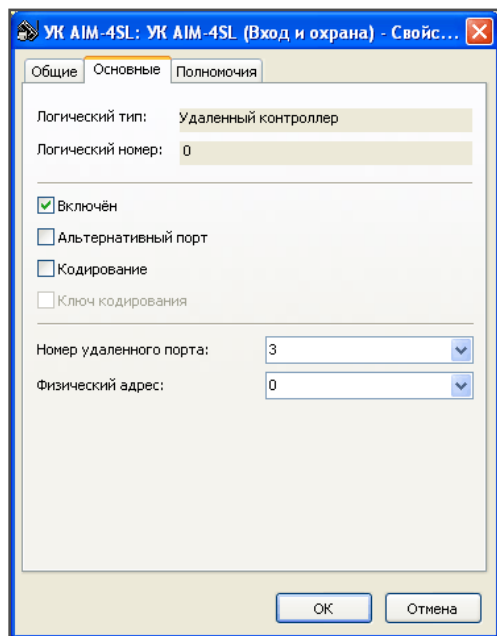 УК AIM-4SL: УК AIM-4SL (Вход и охрана) - Свойс...
Общие Основные Полномочия
Логический тип: Удаленный контроллер
Логический номер: 0
Включён
Альтернативный порт
Кодирование
Ключ кодирования
Номер удаленного порта: 3
Физический адрес: 0
OK Отмена